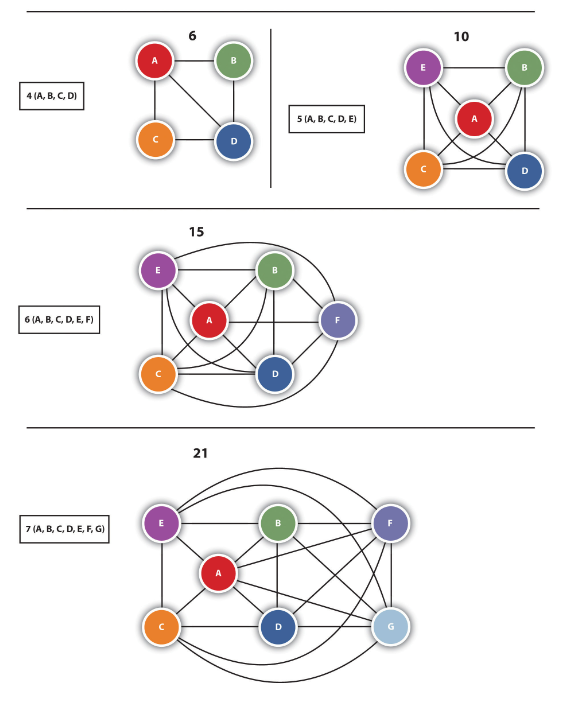 6
A
B
4 (A, B, C, D)
C
D
10
E
B
5 (A, B, C, D, E)
A
C
D
15
E
B
6 (A, B, C, D, E, F)
A
F
C
D
21
7 (A, B, C, D, E, F, G)
E
B
F
A
C
D
G